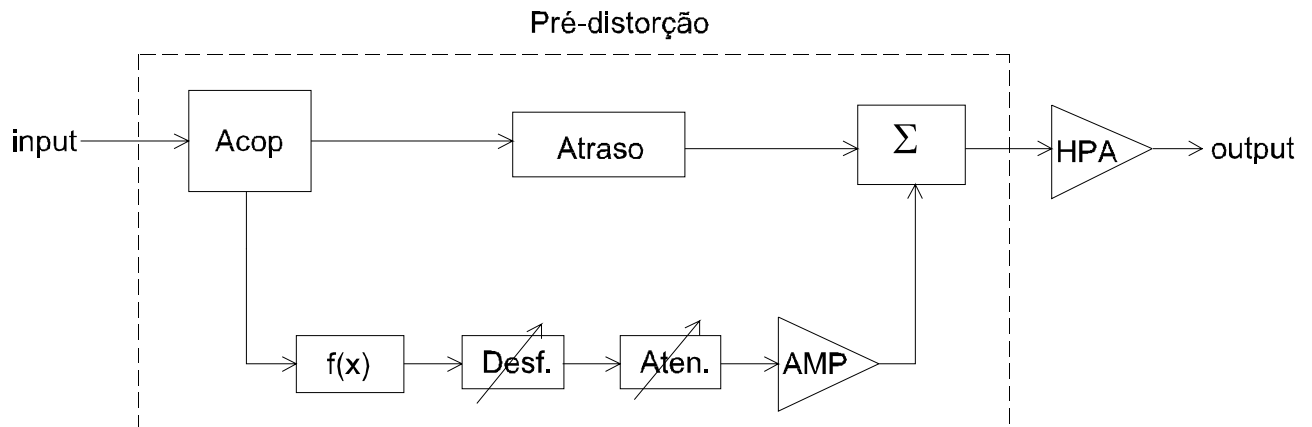 Pré-distorção
input
Acop
Atraso
Σ
HPA
output
f(x)
Desf.
Aten.
AMP